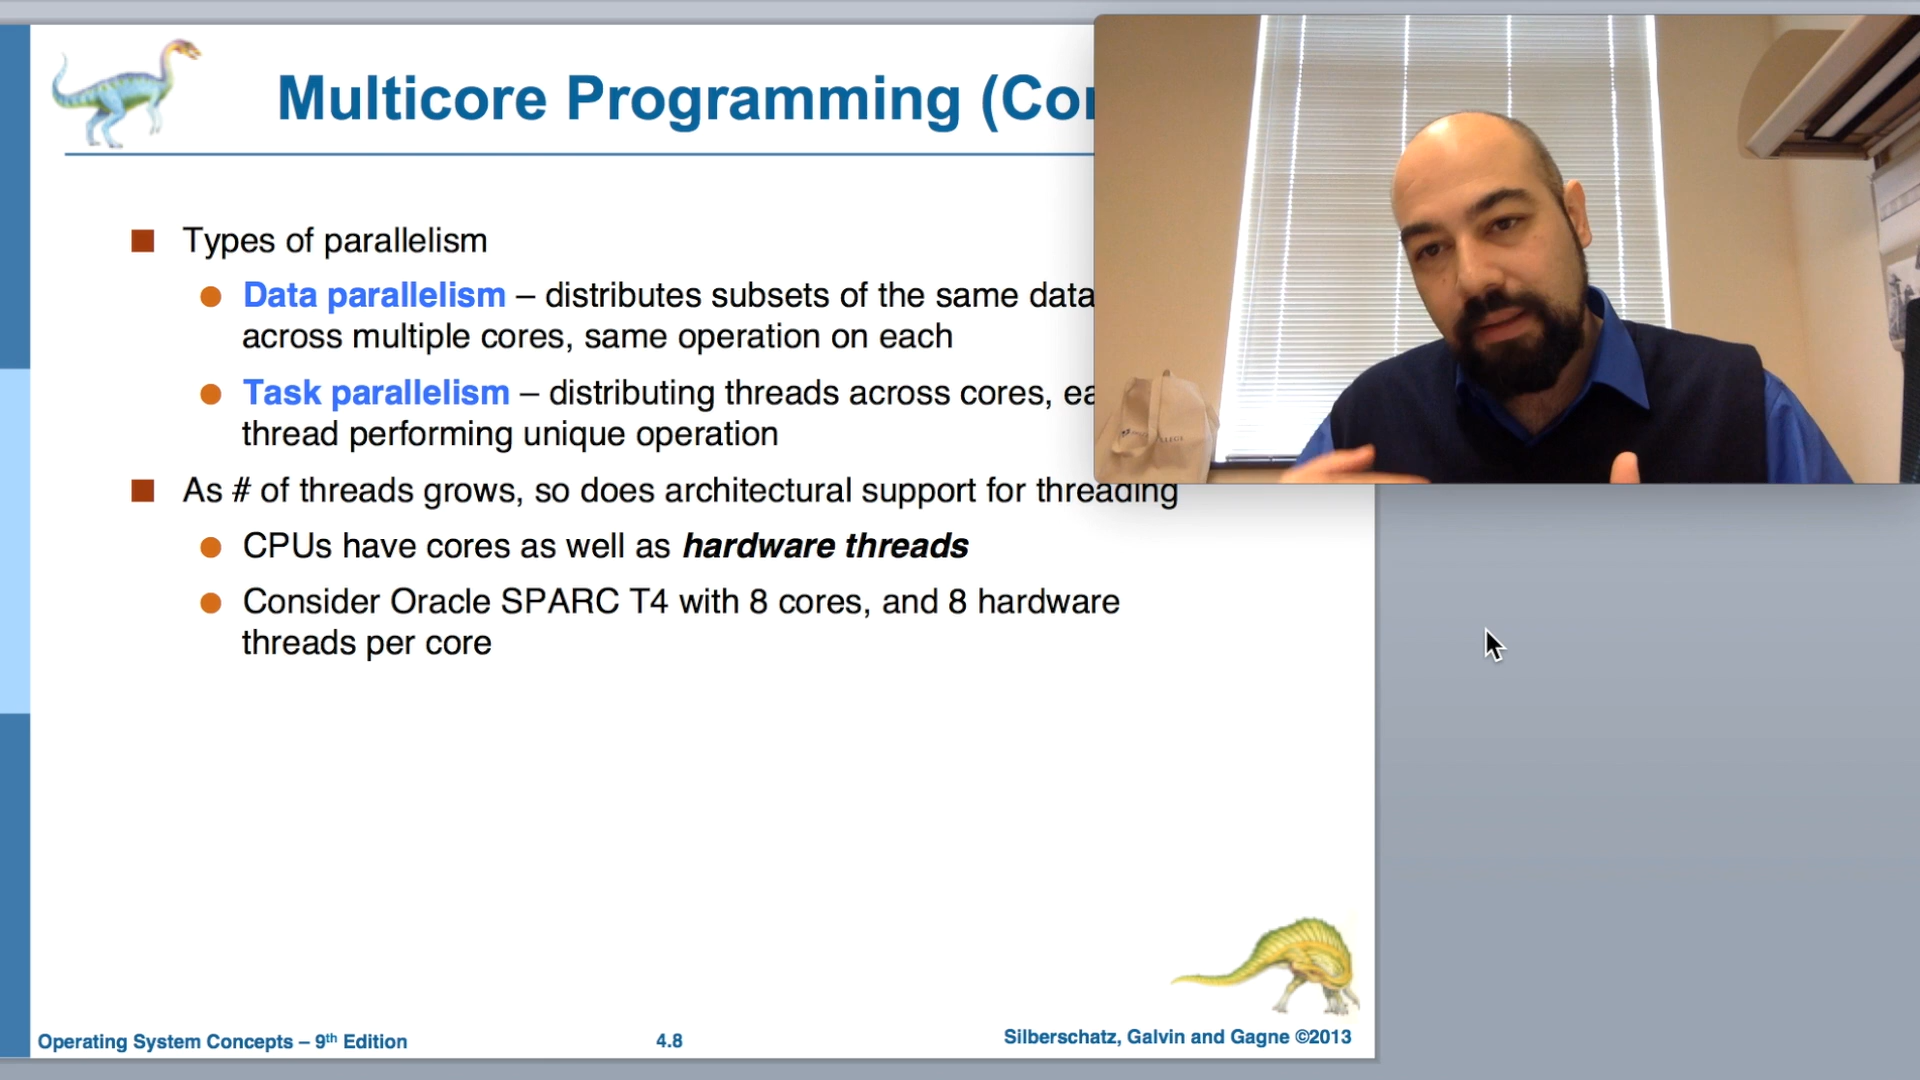 Multicore Programming (Co
Types of parallelism
Data parallelism – distributes subsets of the same data
across multiple cores, same operation on each
Task parallelism – distributing threads across cores,
thread performing unique operation
As # of threads grows, so does architectural support for threading
CPUs have cores as well as hardware threads
Consider Oracle SPARC T4 with 8 cores, and 8 hardware
threads per core
Operating System Concepts – 9th Edition
4.8
Silberschatz, Galvin and Gagne ©2013